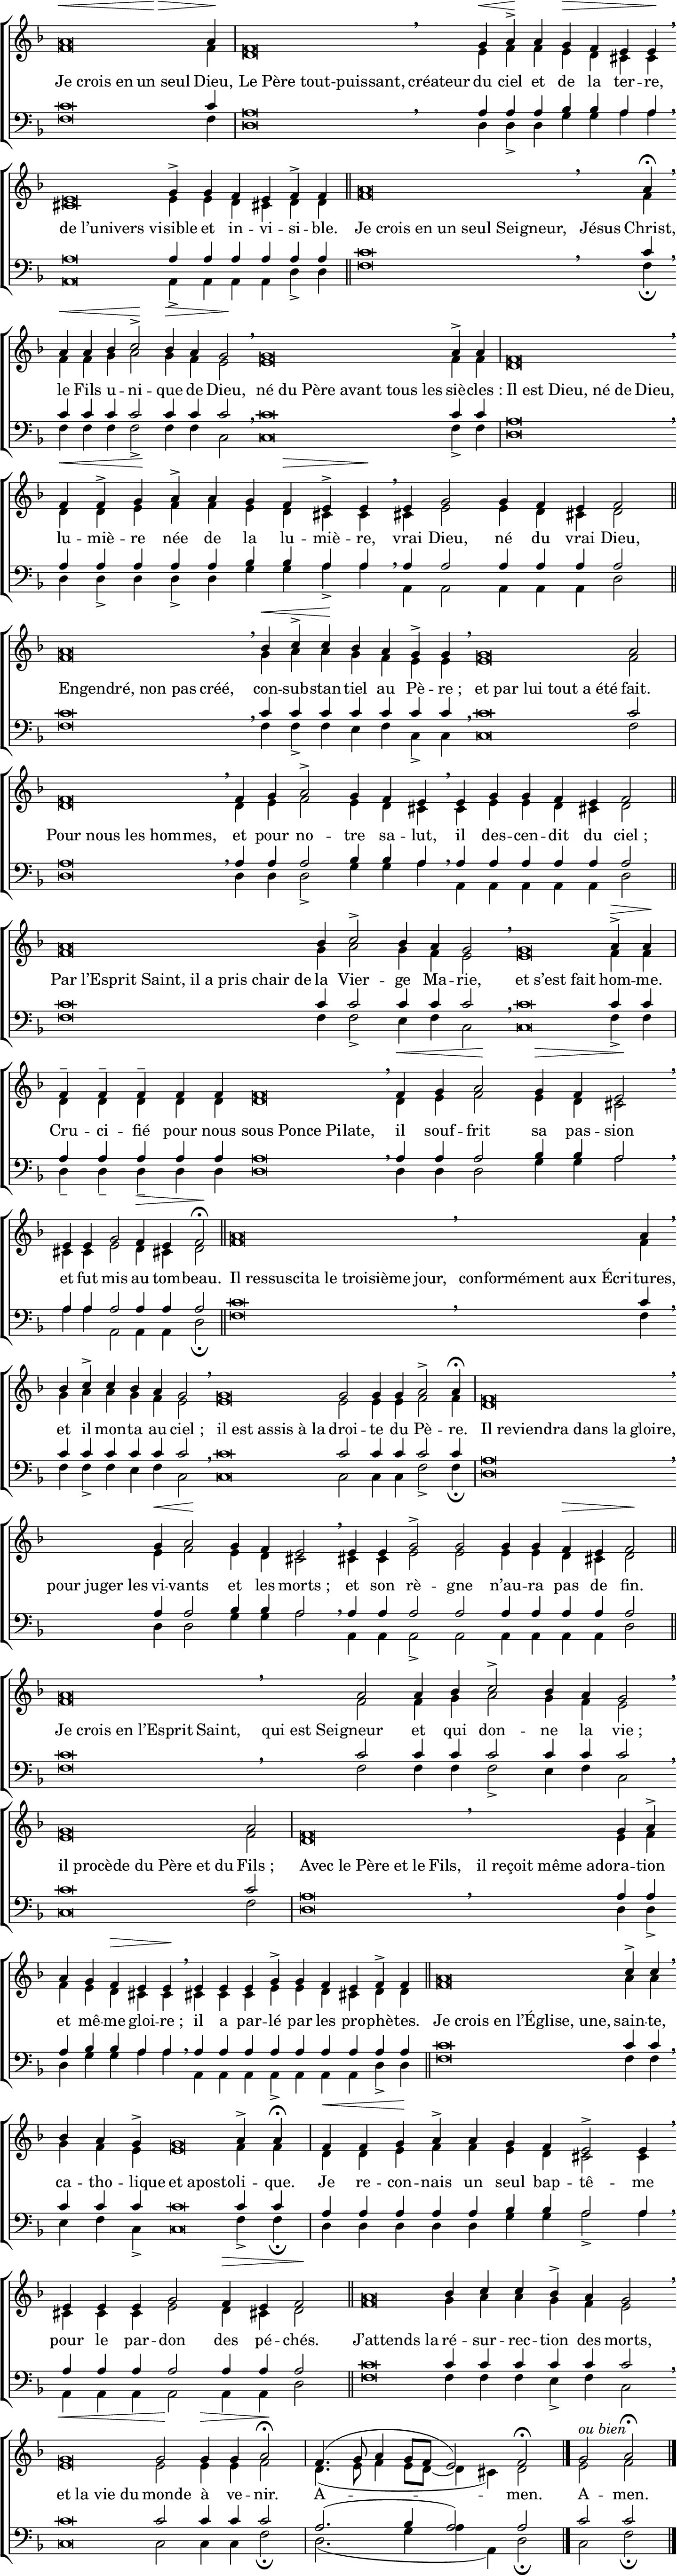 Je crois en un seul Dieu, Le Père tout-puissant, créateur du ciel et de la ter -- re,
de l’univers visible et in -- vi -- si -- ble. Je crois en un seul Seigneur, Jésus Christ,
le Fils u -- ni -- que de Dieu, né du Père avant tous les siècles : Il est Dieu, né de Dieu,
lu -- miè -- re née de la lu -- miè -- re, vrai Dieu, né du vrai Dieu,
Engendré, non pas créé, con -- sub -- stan -- tiel au Pè -- re ; et par lui tout a été fait.
Pour nous les hommes, et pour no -- tre sa -- lut, il des -- cen -- dit du ciel ;
Par l’Esprit Saint, il a pris chair de la Vier -- ge Ma -- rie, et s’est fait hom -- me.
Cru -- ci -- fié pour nous sous Ponce Pilate, il souf -- frit sa pas -- sion
et fut mis au tombeau. Il ressuscita le troisième jour, conformément aux Écritures,
et il mon -- ta au ciel ; il est assis à la droi -- te du Pè -- re. Il reviendra dans la gloire,
pour juger les vi -- vants et les morts ; et son rè -- gne n’au -- ra pas de fin.
Je crois en l’Esprit Saint, qui est Seigneur et qui don -- ne la vie ;
il procède du Père et du Fils ; Avec le Père et le Fils, il reçoit même adora -- tion
et mê -- me gloi -- re ; il a par -- lé par les pro -- phè -- tes. Je crois en l’Église, une, sain -- te,
ca -- tho -- lique et apostoli -- que. Je re -- con -- nais un seul bap -- tê -- me
pour le par -- don des pé -- chés. J’attends la ré -- sur -- rec -- tion des morts,
ou bien
et la vie du monde à ve -- nir. A -- men. A -- men.